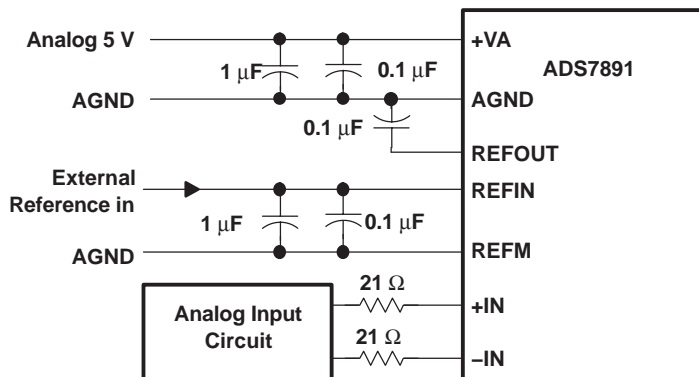 Analog 5 V
+VA
1 µF
0.1 µF
ADS7891
AGND
AGND
0.1 µF
REFOUT
External
Reference in
REFIN
1 µF
0.1 µF
AGND
REFM
21 Ω
+IN
Analog Input
Circuit
21 Ω
−IN